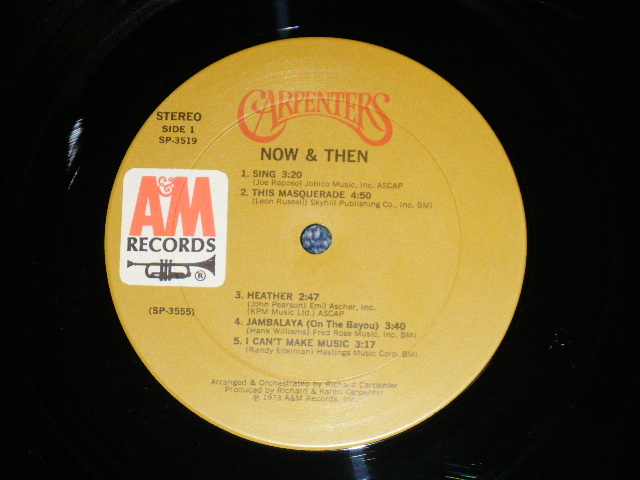 CARPENTERS
STEREO
SIDE 1
SP-3519
NOW & THEN
1. SING 3:20
(Joe Raposo) Jonico Music, Inc. ASCAP
2. THIS MASQUERADE 4:50
(Leon Russell) Skyhill Publishing Co., Inc. BMI
A&M
RECORDS
®
(SP-3555)
3. HEATHER 2:47
(John Pearson) Emil Ascher, Inc.
(KPM Music Ltd.) ASCAP
4. JAMBALAYA (On The Bayou) 3:40
(Hank Williams) Fred Rose Music, Inc. BMI
5. I CAN'T MAKE MUSIC 3:17
(Randy Edelman) Hastings Music Corp. BMI
Arranged & Orchestrated by Richard Carpenter
Produced by Richard & Karen Carpenter
℗ 1973 A&M Records, Inc.